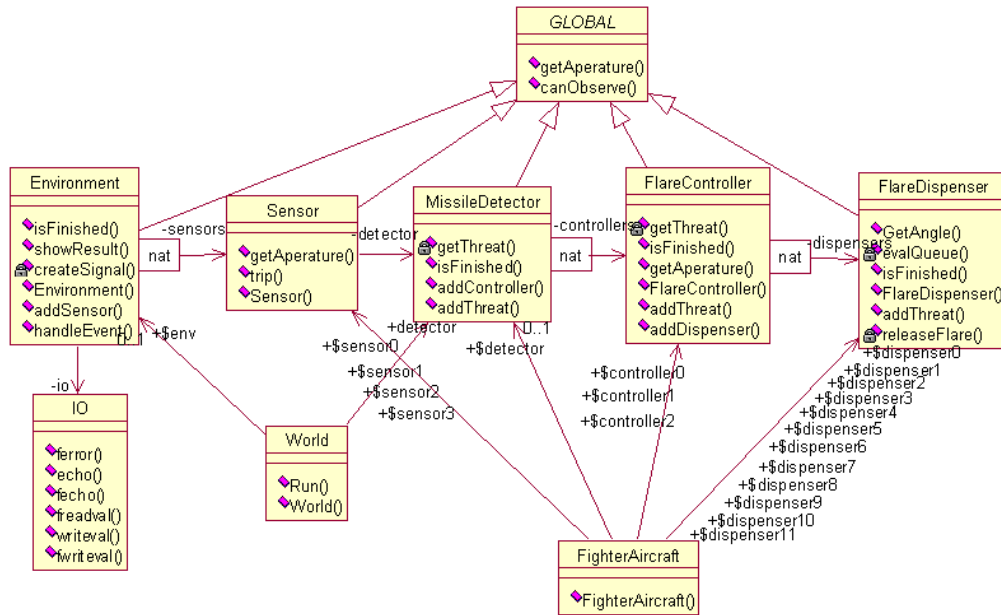 GLOBAL
getAperature()
canObserve()
Environment
isFinished()
showResult()
createSignal()
Environment()
addSensor()
handleEvent()
-sensors
nat
Sensor
getAperature()
trip()
Sensor()
-detector
MissileDetector
getThreat()
isFinished()
addController()
addThreat()
-controllers
nat
FlareController
getThreat()
isFinished()
getAperature()
FlareController()
addThreat()
addDispenser()
-dispensers
nat
FlareDispenser
GetAngle()
evalQueue()
isFinished()
FlareDispenser()
addThreat()
releaseFlare()
0..1
+$env
+detector
0..1
+$sensor0
+$sensor1
+$sensor2
+$sensor3
+$detector
+$controller0
+$controller1
+$controller2
+$dispenser0
+$dispenser1
+$dispenser2
+$dispenser3
+$dispenser4
+$dispenser5
+$dispenser6
+$dispenser7
+$dispenser8
+$dispenser9
+$dispenser10
+$dispenser11
-io
IO
ferror()
echo()
fecho()
freadval()
writeval()
fwriteval()
World
Run()
World()
FighterAircraft
FighterAircraft()